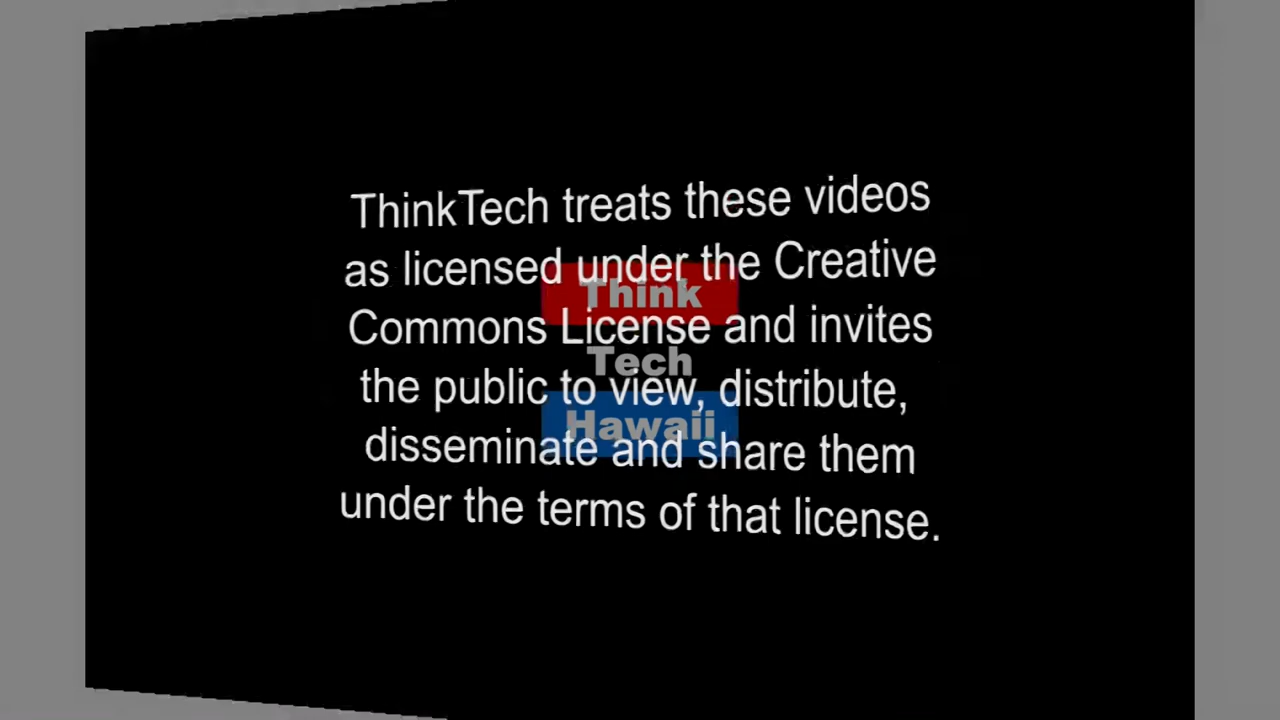 ThinkTech treats these videos
as licensed under the Creative
Think
Commons License and invites
Tech
the public to view, distribute,
Hawaii
disseminate and share them
under the terms of that license.